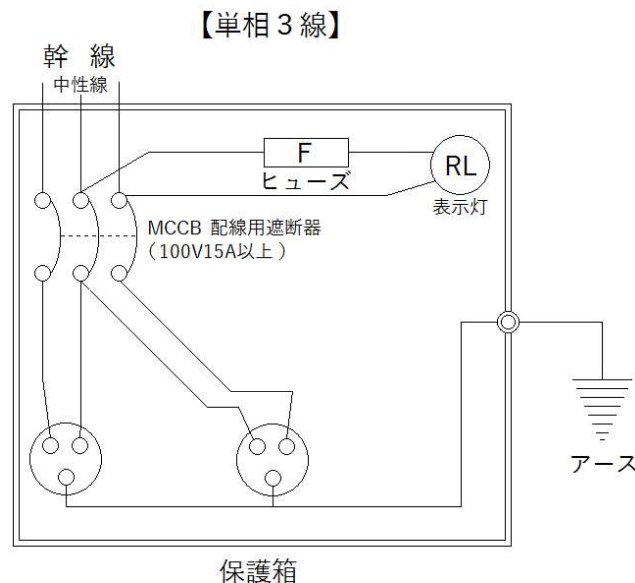 【単相3線】
幹 線
中性線
F
ヒューズ
RL
表示灯
MCCB 配線用遮断器
(100V15A以上)
アース
保護箱